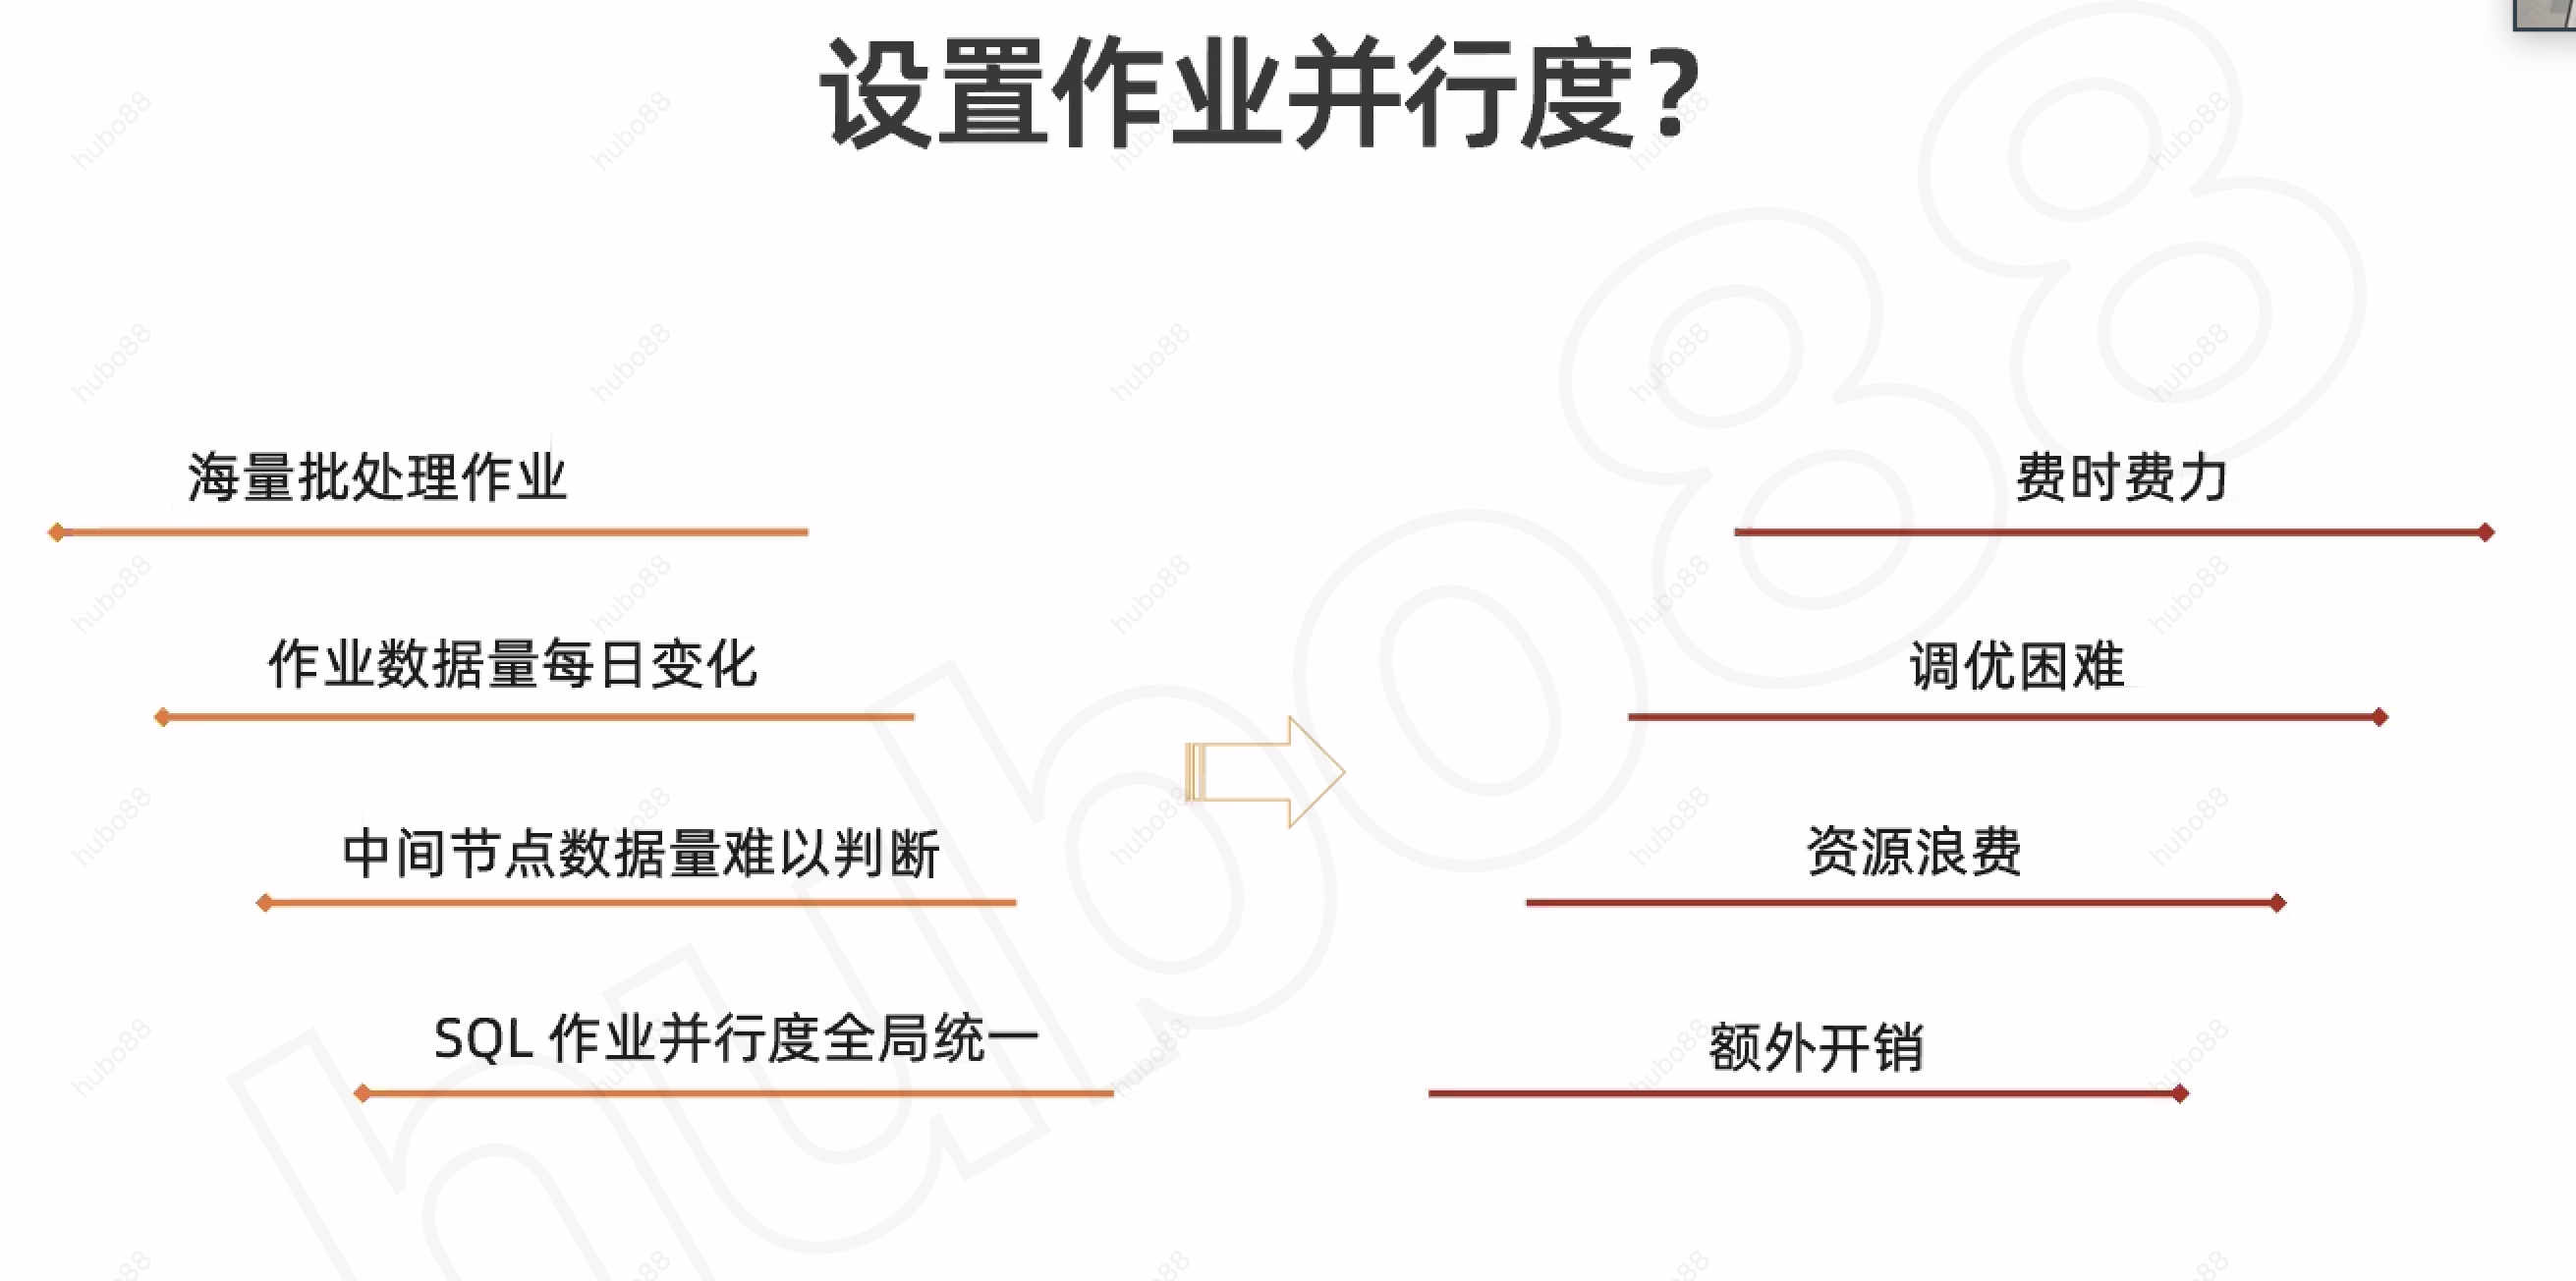 设置作业并行度?
海量批处理作业
作业数据量每日变化
中间节点数据量难以判断
SQL 作业并行度全局统一
费时费力
调优困难
资源浪费
额外开销
hubo88